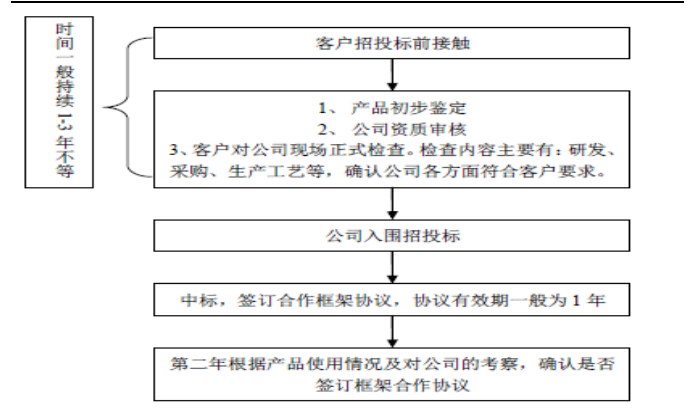 时间一般持续1-3年不等
客户招投标前接触
1、 产品初步鉴定
2、 公司资质审核
3、客户对公司现场正式检查。检查内容主要有：研发、
采购、生产工艺等，确认公司各方面符合客户要求。
公司入围招投标
中标，签订合作框架协议，协议有效期一般为 1 年
第二年根据产品使用情况及对公司的考察，确认是否
签订框架合作协议